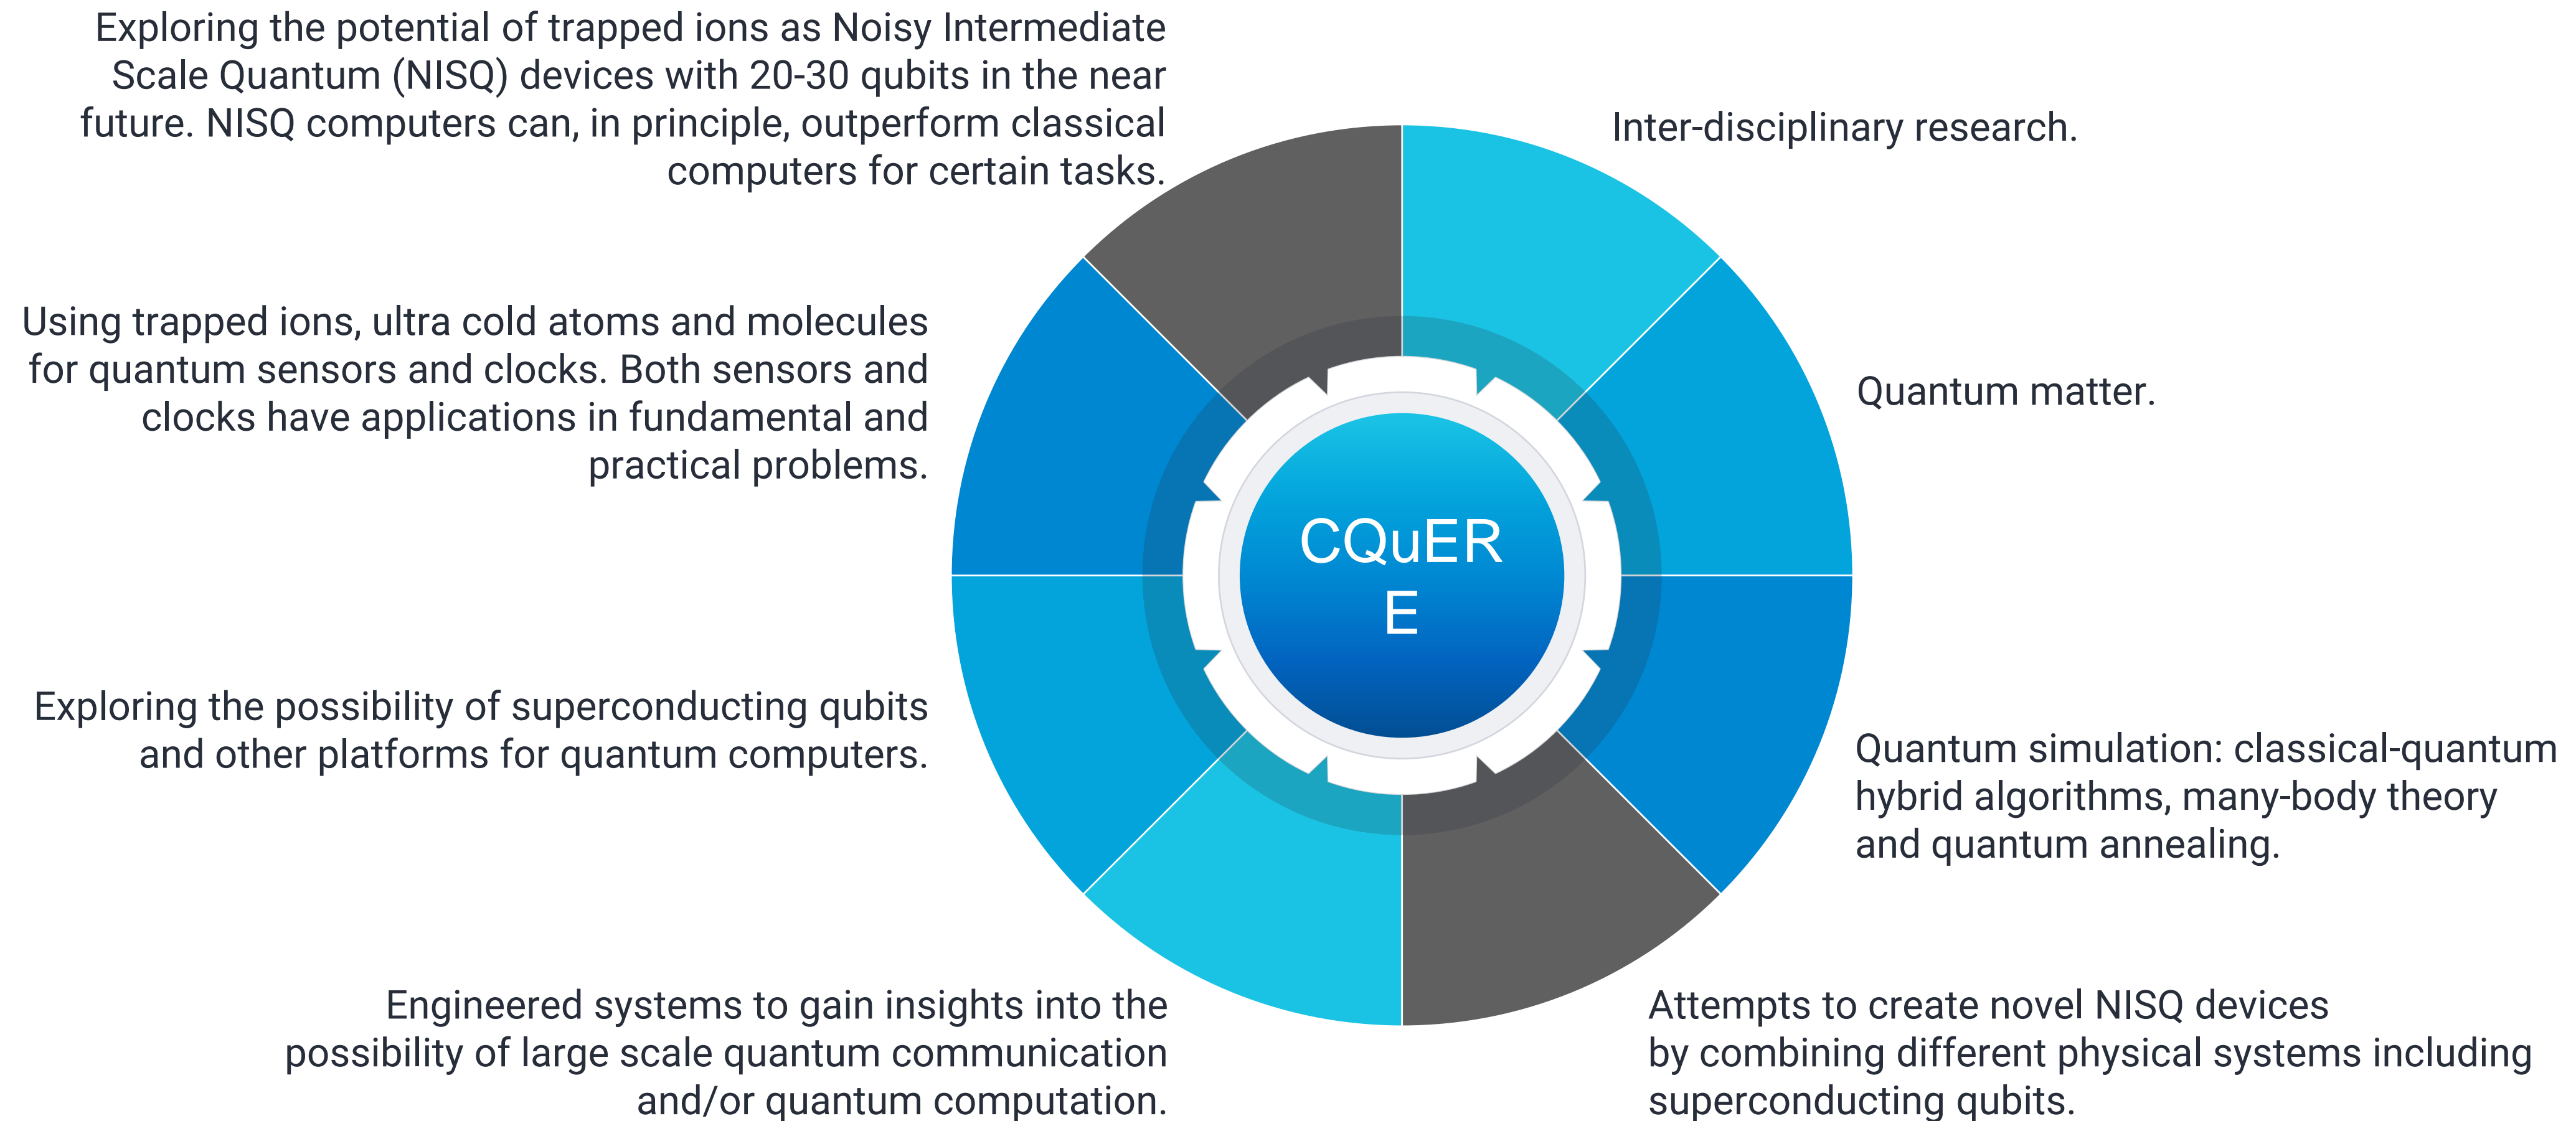 Exploring the potential of trapped ions as Noisy Intermediate
Scale Quantum (NISQ) devices with 20-30 qubits in the near
future. NISQ computers can, in principle, outperform classical
computers for certain tasks.
Inter-disciplinary research.
Using trapped ions, ultra cold atoms and molecules
for quantum sensors and clocks. Both sensors and
clocks have applications in fundamental and
practical problems.
Quantum matter.
CQuER
E
Exploring the possibility of superconducting qubits
and other platforms for quantum computers.
Quantum simulation: classical-quantum
hybrid algorithms, many-body theory
and quantum annealing.
Engineered systems to gain insights into the
possibility of large scale quantum communication
and/or quantum computation.
Attempts to create novel NISQ devices
by combining different physical systems including
superconducting qubits.